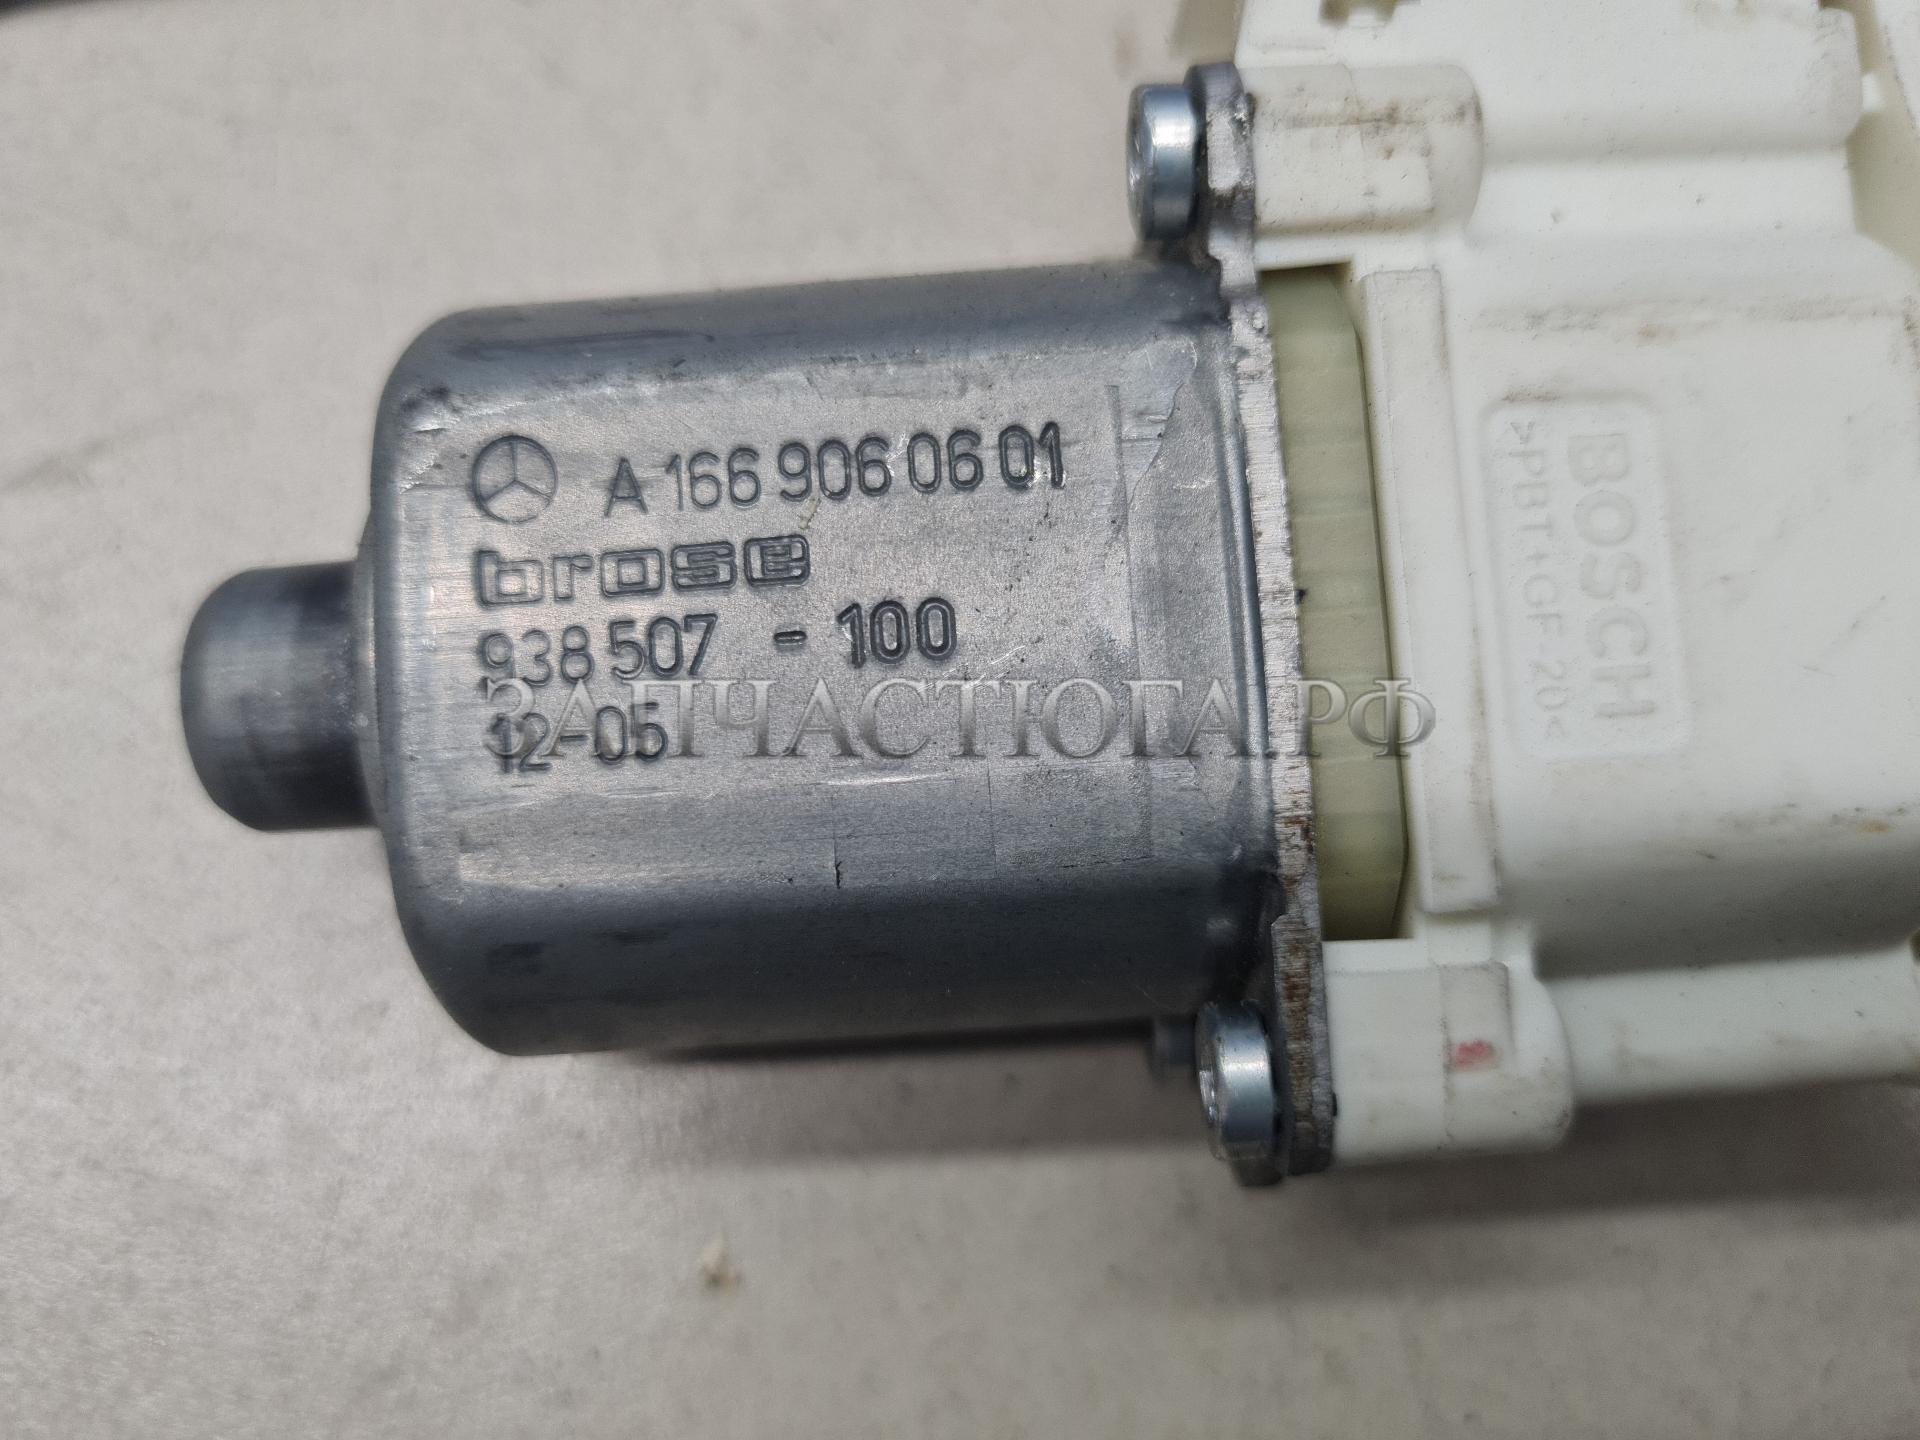 A 166 906 06 01
brose
938 507 - 100
12-05
ЗАПЧАСТЮГА.РФ
BOSCH
>PBT+GF-20<